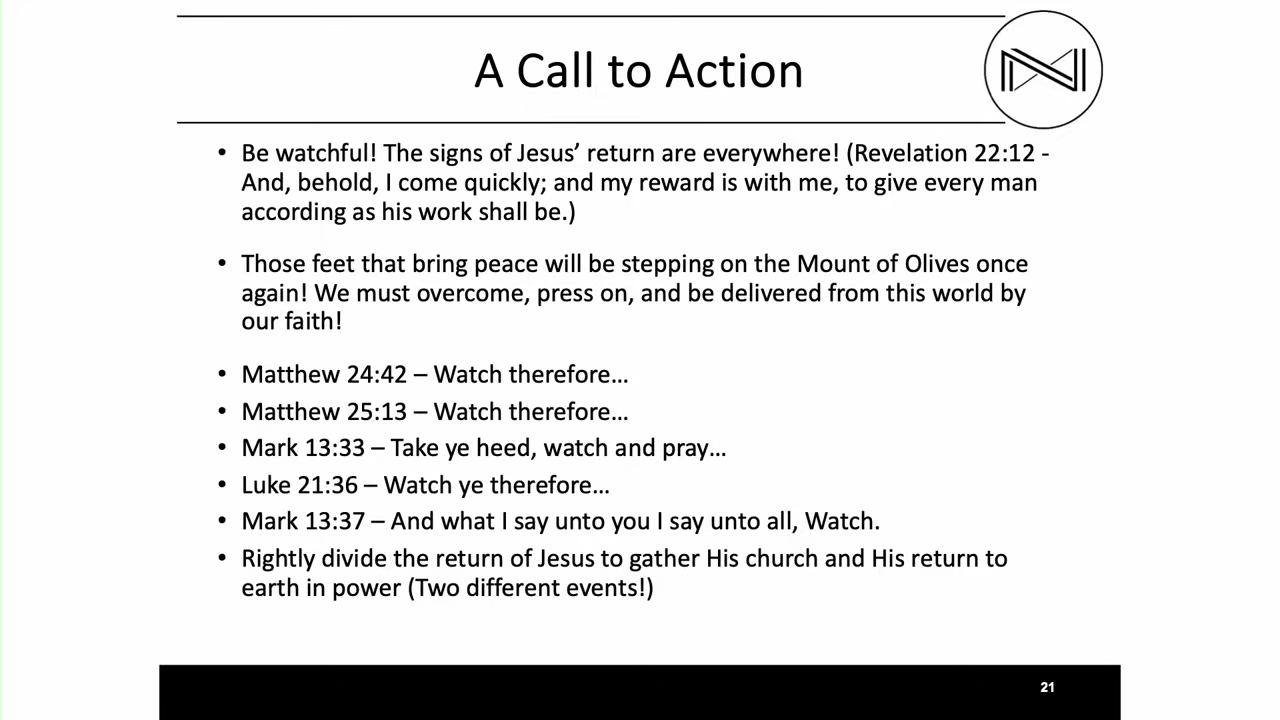 A Call to Action
• Be watchful! The signs of Jesus’ return are everywhere! (Revelation 22:12 -
And, behold, I come quickly; and my reward is with me, to give every man
according as his work shall be.)
• Those feet that bring peace will be stepping on the Mount of Olives once
again! We must overcome, press on, and be delivered from this world by
our faith!
• Matthew 24:42 – Watch therefore…
• Matthew 25:13 – Watch therefore…
• Mark 13:33 – Take ye heed, watch and pray…
• Luke 21:36 – Watch ye therefore…
• Mark 13:37 – And what I say unto you I say unto all, Watch.
• Rightly divide the return of Jesus to gather His church and His return to
earth in power (Two different events!)
21